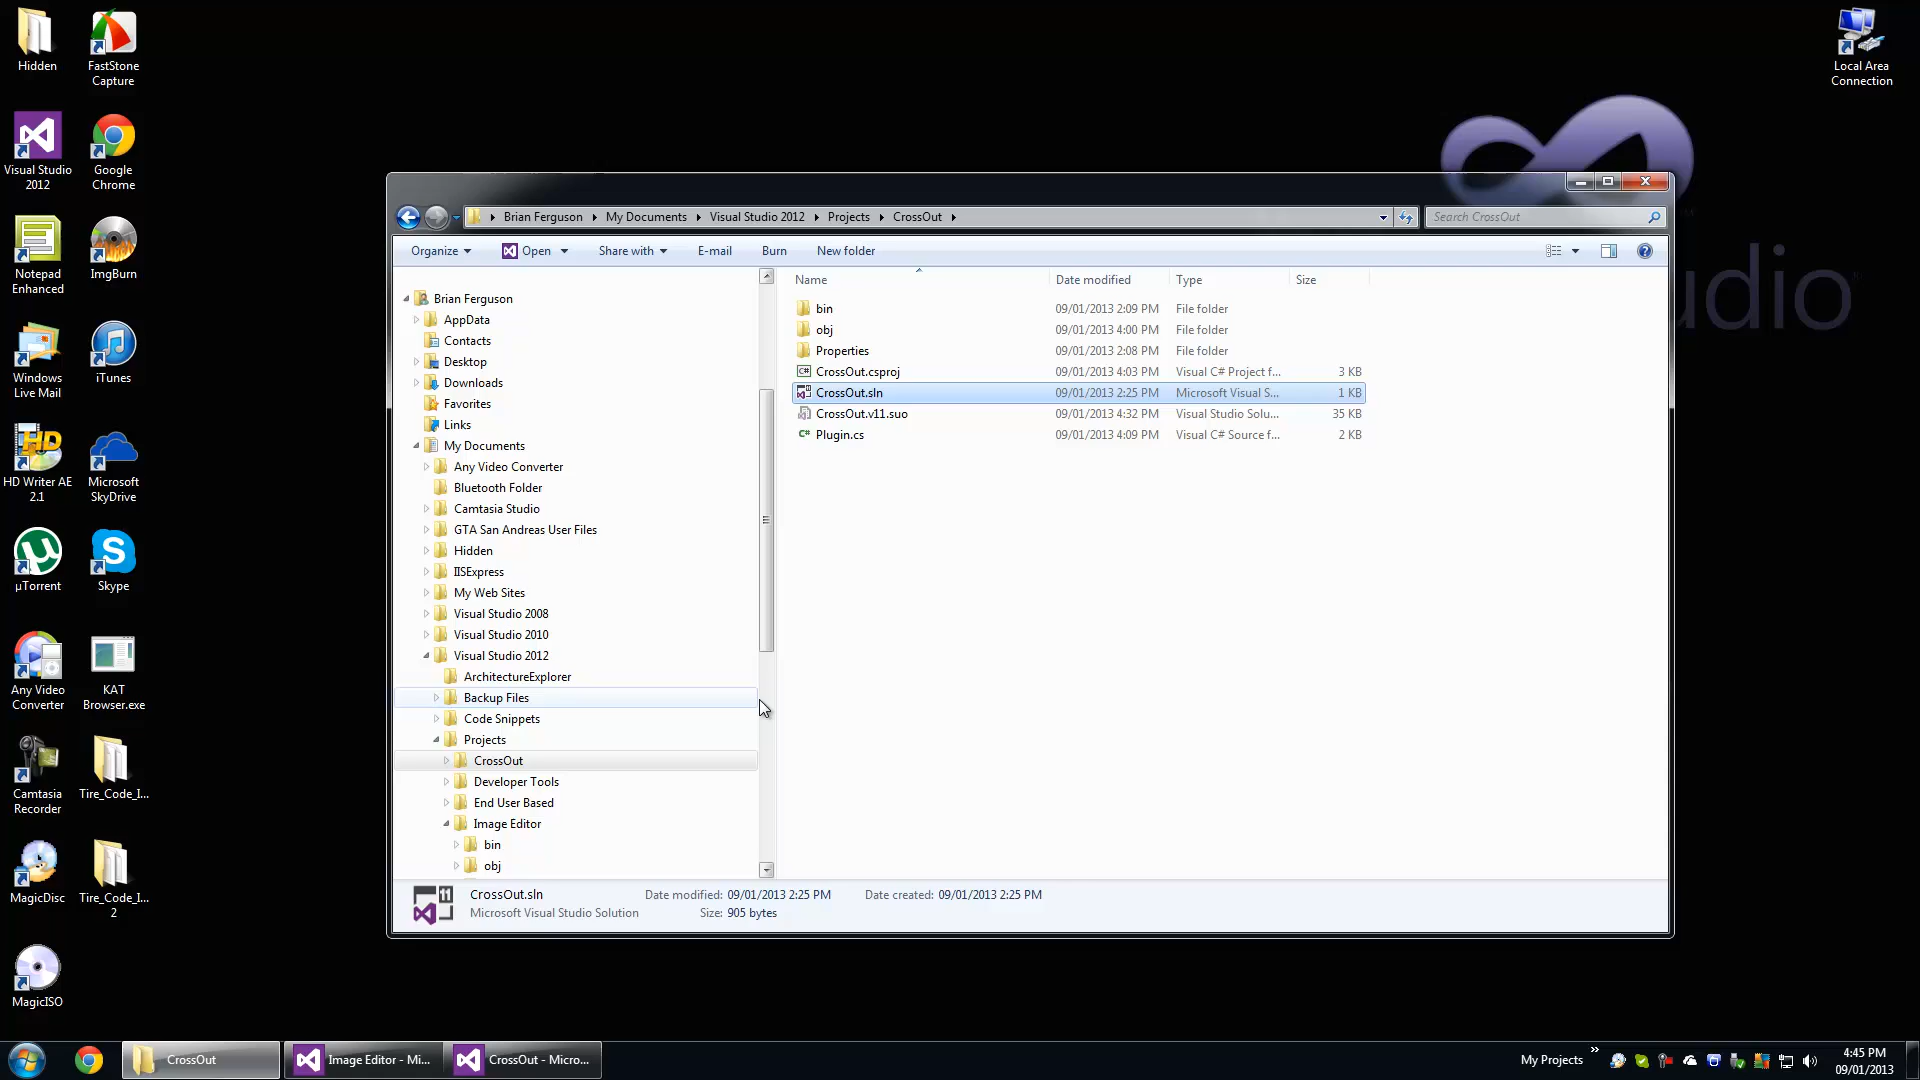 Hidden
FastStone
Capture
Visual Studio
2012
Google
Chrome
Notepad
Enhanced
ImgBurn
Windows
Live Mail
iTunes
HD Writer AE
2.1
Microsoft
SkyDrive
µTorrent
Skype
Any Video
Converter
KAT
Browser.exe
Camtasia
Recorder
Tire_Code_I...
MagicDisc
Tire_Code_I...
2
MagicISO
Local Area
Connection
udio
Brian Ferguson
My Documents
Visual Studio 2012
Projects
CrossOut
Search CrossOut
Organize
Open
Share with
E-mail
Burn
New folder
Brian Ferguson
AppData
Contacts
Desktop
Downloads
Favorites
Links
My Documents
Any Video Converter
Bluetooth Folder
Camtasia Studio
GTA San Andreas User Files
Hidden
IISExpress
My Web Sites
Visual Studio 2008
Visual Studio 2010
Visual Studio 2012
ArchitectureExplorer
Backup Files
Code Snippets
Projects
CrossOut
Developer Tools
End User Based
Image Editor
bin
obj
Name Date modified Type Size
bin 09/01/2013 2:09 PM File folder
obj 09/01/2013 4:00 PM File folder
Properties 09/01/2013 2:08 PM File folder
CrossOut.csproj 09/01/2013 4:03 PM Visual C# Project f... 3 KB
CrossOut.sln 09/01/2013 2:25 PM Microsoft Visual S... 1 KB
CrossOut.v11.suo 09/01/2013 4:32 PM Visual Studio Solu... 35 KB
Plugin.cs 09/01/2013 4:09 PM Visual C# Source f... 2 KB
11
CrossOut.sln Date modified: 09/01/2013 2:25 PM Date created: 09/01/2013 2:25 PM
Microsoft Visual Studio Solution Size: 905 bytes
CrossOut
Image Editor - Mi...
CrossOut - Micro...
My Projects
4:45 PM
09/01/2013